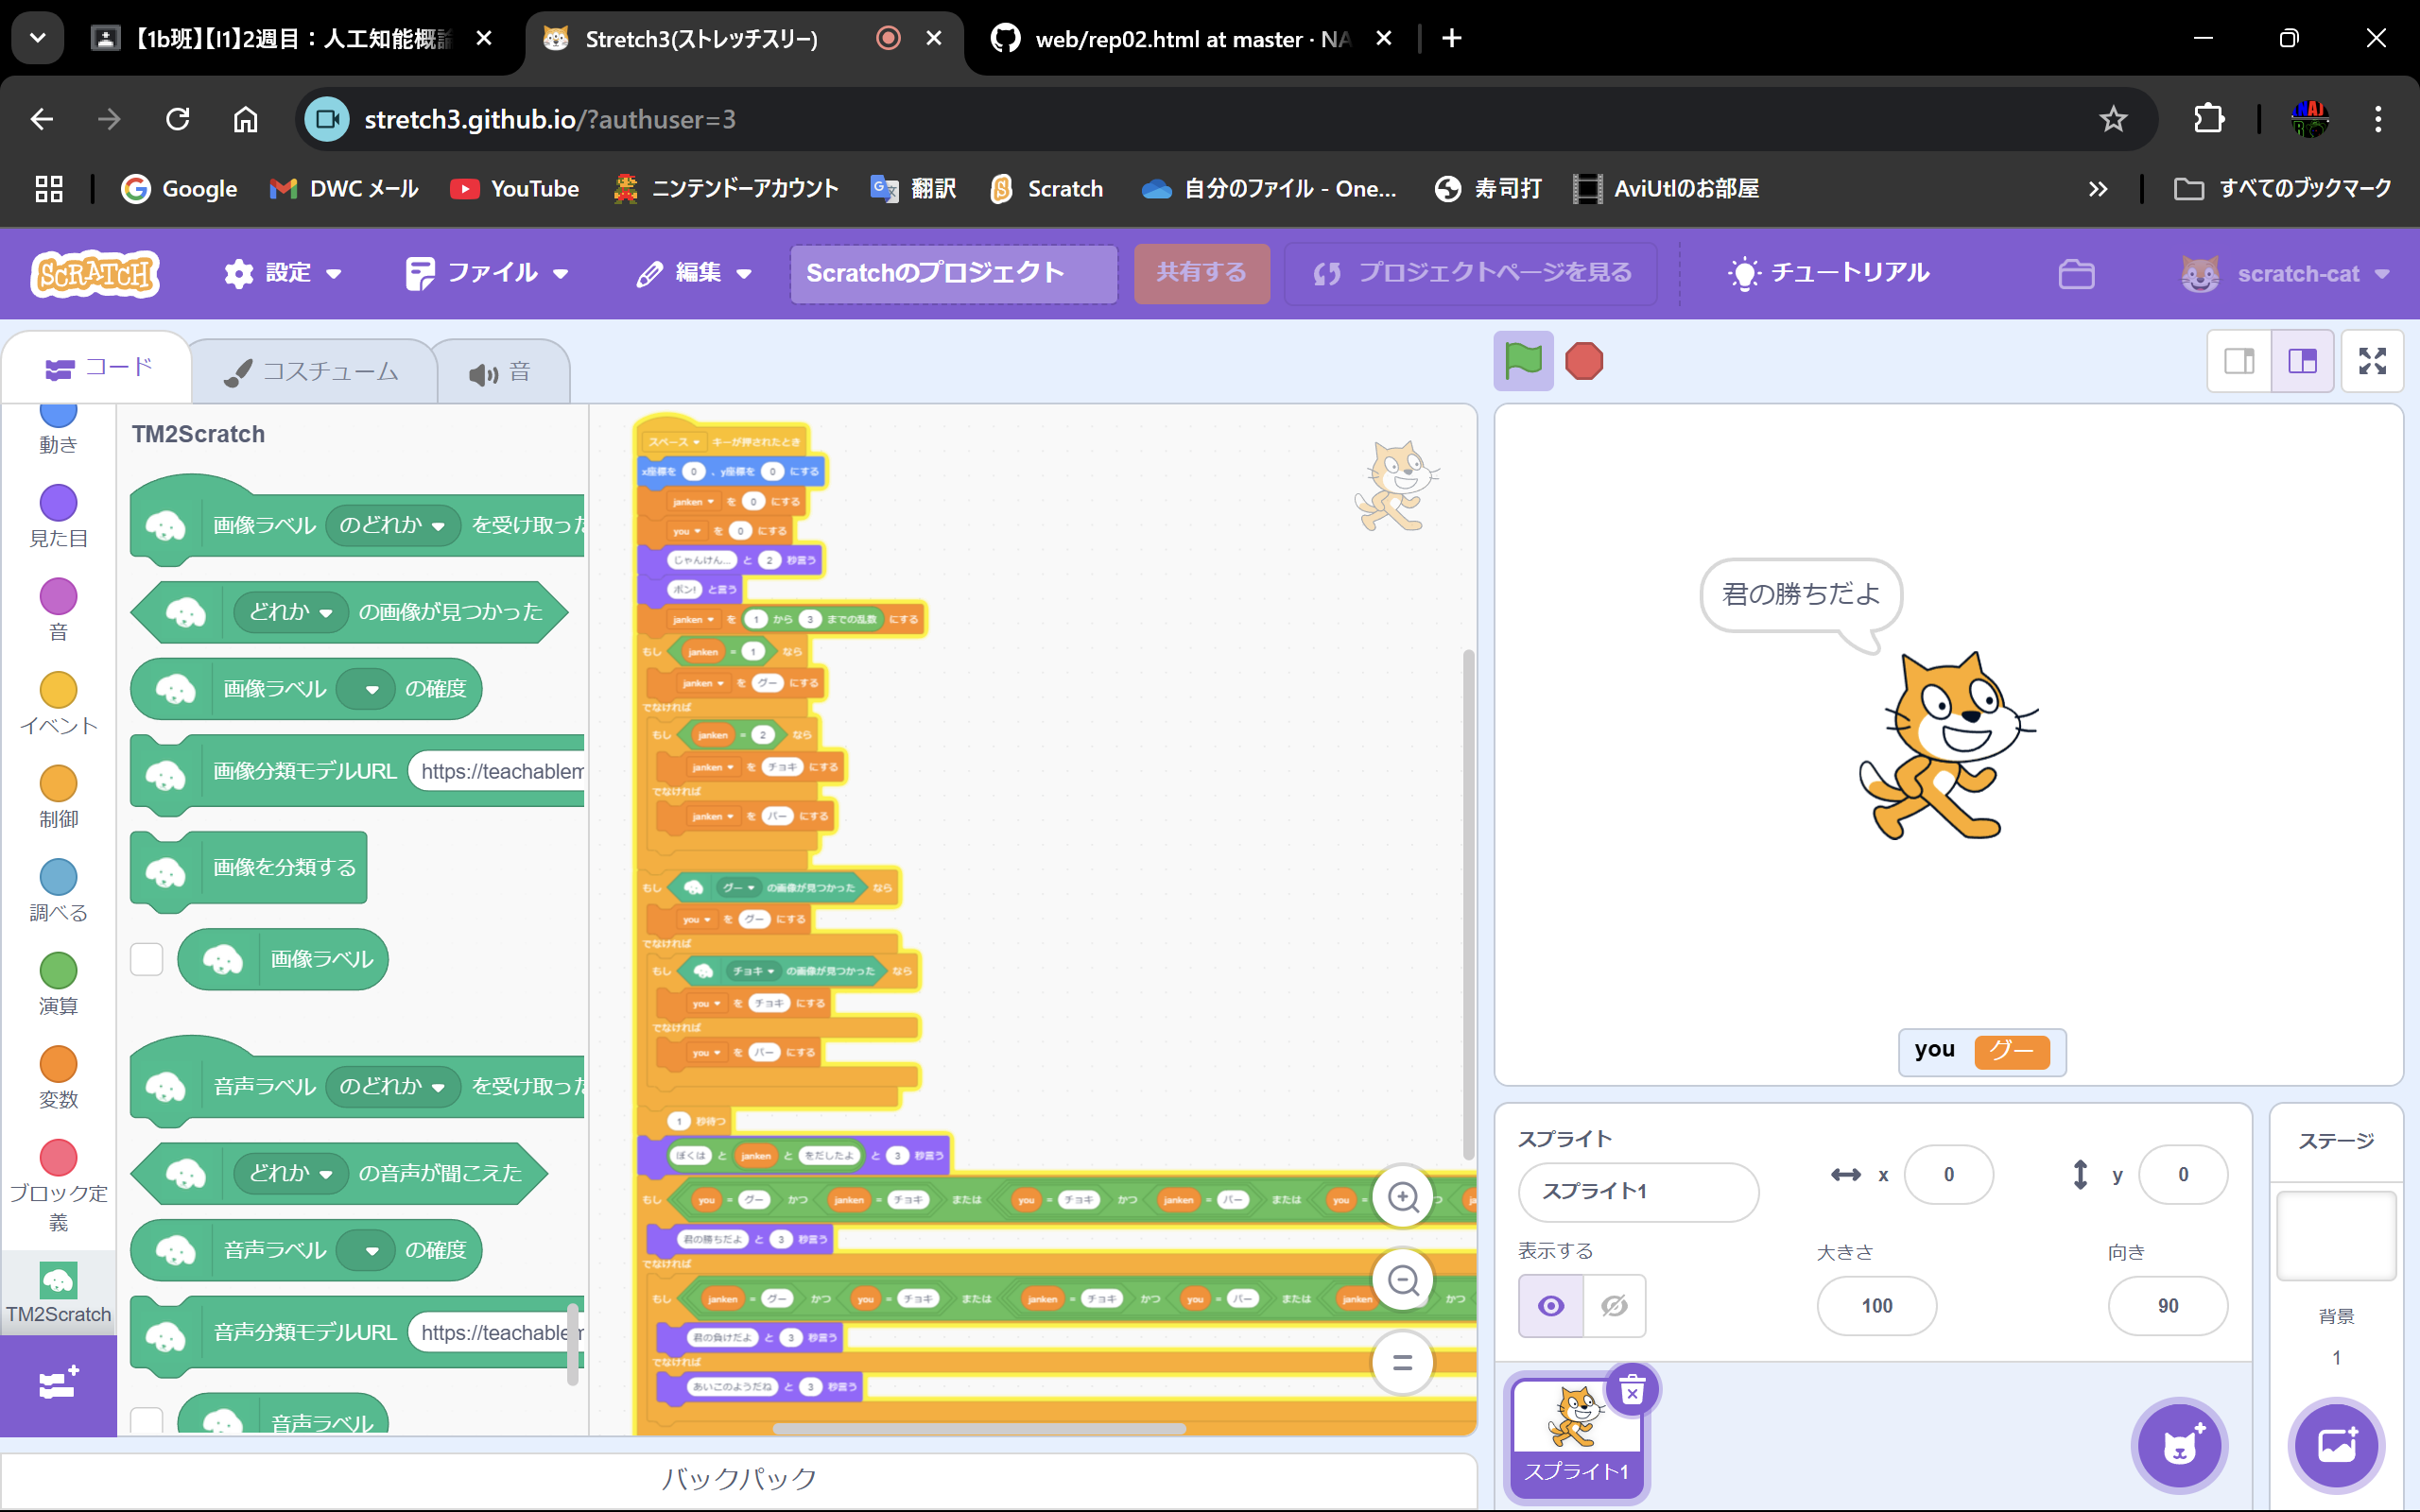 【1b班】【I1】2週目：人工知能概論
Stretch3(ストレッチスリー)
web/rep02.html at master · NA
stretch3.github.io/?authuser=3
Google
DWC メール
YouTube
ニンテンドーアカウント
翻訳
Scratch
自分のファイル - One...
寿司打
AviUtlのお部屋
すべてのブックマーク
SCRATCH
設定
ファイル
編集
Scratchのプロジェクト
共有する
プロジェクトページを見る
チュートリアル
scratch-cat
コード
コスチューム
音
動き
見た目
音
イベント
制御
調べる
演算
変数
ブロック定
義
TM2Scratch
TM2Scratch
画像ラベル のどれか を受け取った
どれか の画像が見つかった
画像ラベル の確度
画像分類モデルURL https://teachablem
画像を分類する
画像ラベル
音声ラベル のどれか を受け取った
どれか の音声が聞こえた
音声ラベル の確度
音声分類モデルURL https://teachablem
音声ラベル
スペース キーが押されたとき
x座標を 0 、y座標を 0 にする
janken を 0 にする
you を 0 にする
じゃんけん... と 2 秒言う
ポン! と言う
janken を 1 から 3 までの乱数 にする
もし janken = 1 なら
janken を グー にする
でなければ
もし janken = 2 なら
janken を チョキ にする
でなければ
janken を パー にする
もし グー の画像が見つかった なら
you を グー にする
でなければ
もし チョキ の画像が見つかった なら
you を チョキ にする
でなければ
you を パー にする
1 秒待つ
ぼくは と janken と をだしたよ と 3 秒言う
もし you = グー かつ janken = チョキ または you = チョキ かつ janken = パー または you =
君の勝ちだよ と 3 秒言う
でなければ
もし janken = グー かつ you = チョキ または janken = チョキ かつ you = パー または janken かつ
君の負けだよ と 3 秒言う
でなければ
あいこのようだね と 3 秒言う
バックパック
君の勝ちだよ
you グー
スプライト
スプライト1
x 0
y 0
表示する
大きさ
100
向き
90
スプライト1
ステージ
背景
1